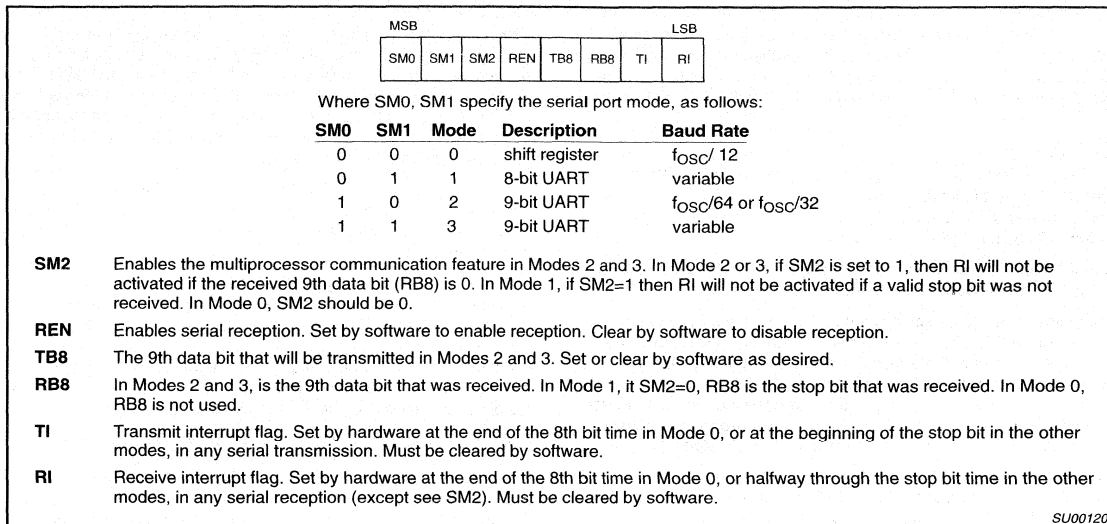 MSB LSB
SM0 SM1 SM2 REN TB8 RB8 TI RI
Where SM0, SM1 specify the serial port mode, as follows:
SM0 SM1 Mode Description Baud Rate
0 0 0 shift register fOSC/ 12
0 1 1 8-bit UART variable
1 0 2 9-bit UART fOSC/64 or fOSC/32
1 1 3 9-bit UART variable
SM2 Enables the multiprocessor communication feature in Modes 2 and 3. In Mode 2 or 3, if SM2 is set to 1, then RI will not be
activated if the received 9th data bit (RB8) is 0. In Mode 1, if SM2=1 then RI will not be activated if a valid stop bit was not
received. In Mode 0, SM2 should be 0.
REN Enables serial reception. Set by software to enable reception. Clear by software to disable reception.
TB8 The 9th data bit that will be transmitted in Modes 2 and 3. Set or clear by software as desired.
RB8 In Modes 2 and 3, is the 9th data bit that was received. In Mode 1, it SM2=0, RB8 is the stop bit that was received. In Mode 0,
RB8 is not used.
TI Transmit interrupt flag. Set by hardware at the end of the 8th bit time in Mode 0, or at the beginning of the stop bit in the other
modes, in any serial transmission. Must be cleared by software.
RI Receive interrupt flag. Set by hardware at the end of the 8th bit time in Mode 0, or halfway through the stop bit time in the other
modes, in any serial reception (except see SM2). Must be cleared by software.
SU00120